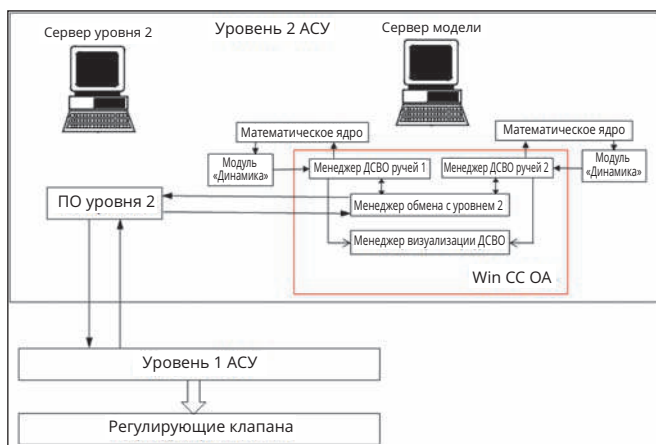 Уровень 2 АСУ
Сервер уровня 2
Сервер модели
Математическое ядро
Математическое ядро
Модуль
«Динамика»
Менеджер ДСВО ручей 1
Менеджер ДСВО ручей 2
Модуль
«Динамика»
ПО уровня 2
Менеджер обмена с уровнем 2
Менеджер визуализации ДСВО
Win CC OA
Уровень 1 АСУ
Регулирующие клапана